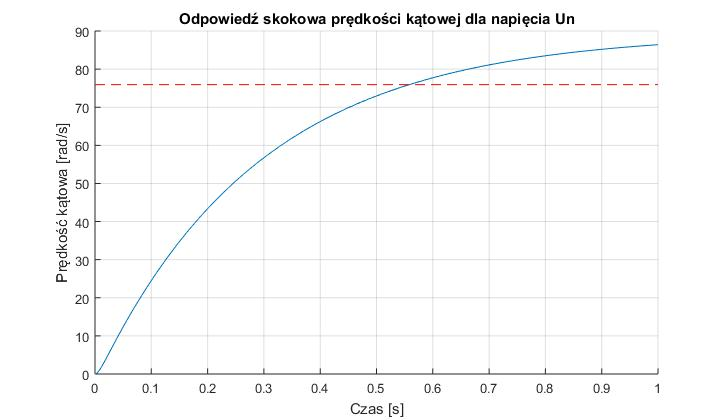 Odpowiedź skokowa prędkości kątowej dla napięcia Un
90
80
70
60
50
40
30
20
10
0
Prędkość kątowa [rad/s]
0 0.1 0.2 0.3 0.4 0.5 0.6 0.7 0.8 0.9 1
Czas [s]